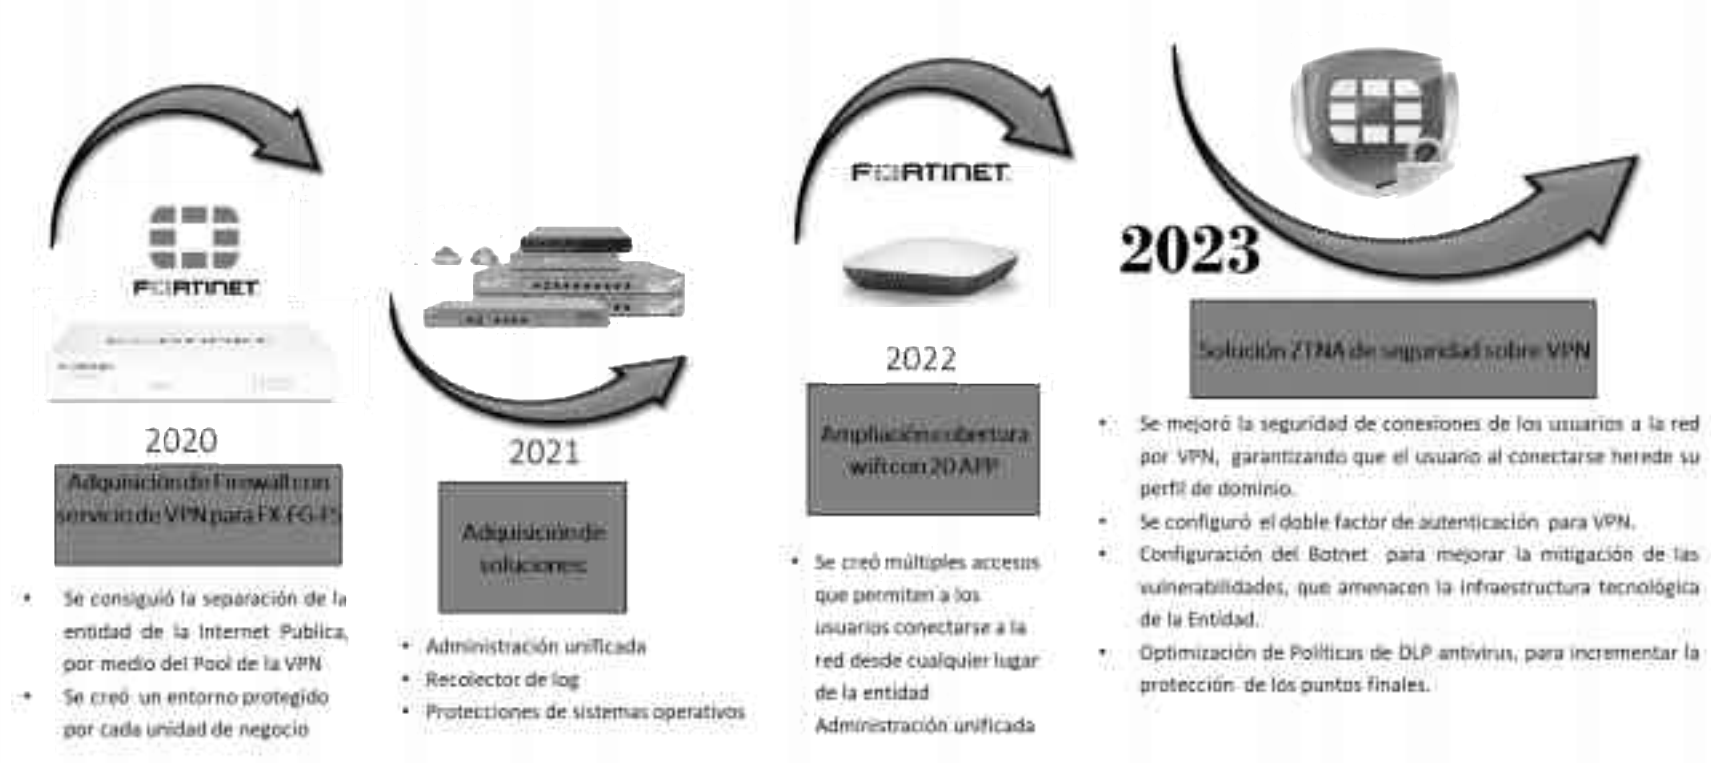 FORTINET
2020
Adquisición de Firewall con
servicio de VPN para FX-FG-FS
• Se consiguió la separación de la
entidad de la Internet Publica,
por medio del Pool de la VPN
• Se creó un entorno protegido
por cada unidad de negocio
2021
Adquisición de
soluciones:
• Administración unificada
• Recolector de log
• Protecciones de sistemas operativos
FORTINET
2022
Ampliación cobertura
wifi con 20 APP
• Se creó múltiples accesos
que permiten a los
usuarios conectarse a la
red desde cualquier lugar
de la entidad
Administración unificada
2023
Solución ZTNA de seguridad sobre VPN
• Se mejoró la seguridad de conexiones de los usuarios a la red
por VPN, garantizando que el usuario al conectarse herede su
perfil de dominio.
• Se configuró el doble factor de autenticación para VPN.
• Configuración del Botnet para mejorar la mitigación de las
vulnerabilidades, que amenacen la infraestructura tecnológica
de la Entidad.
• Optimización de Políticas de DLP antivirus, para incrementar la
protección de los puntos finales.